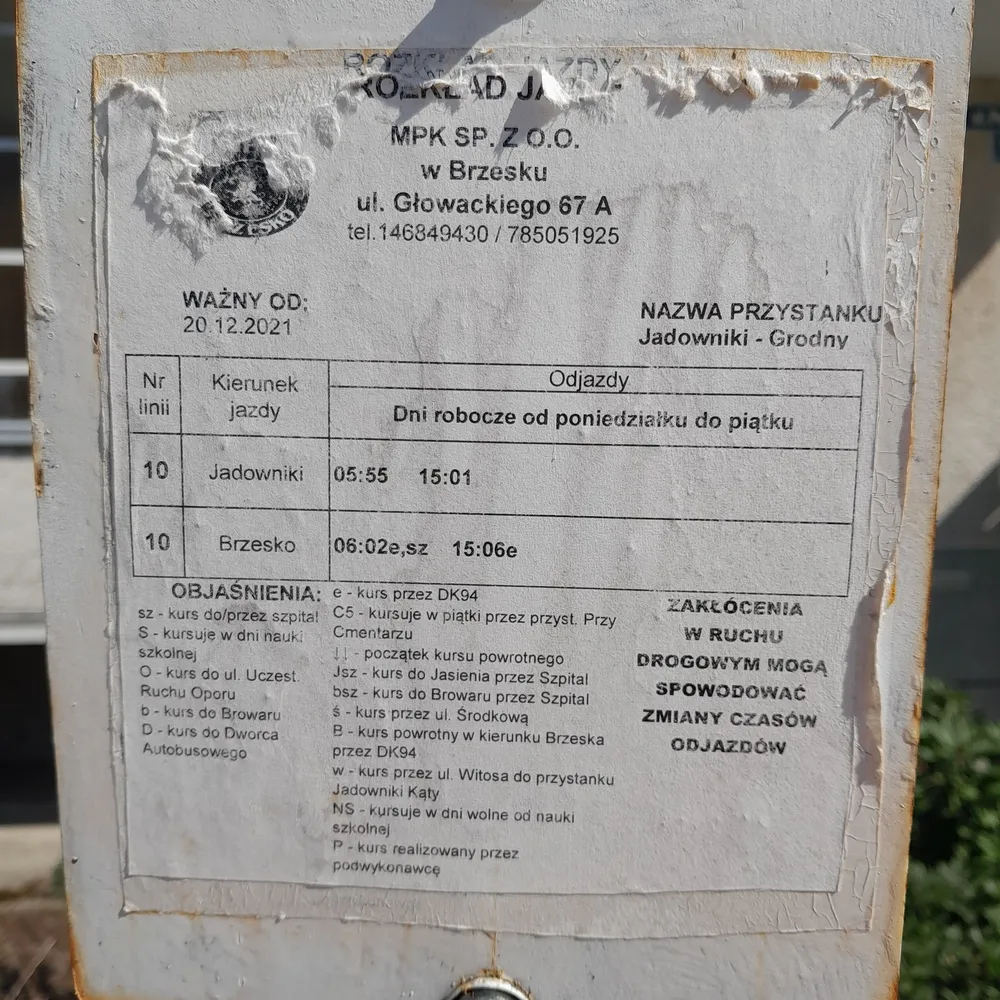 ROZKŁAD JAZDY
MPK SP. Z O.O.
w Brzesku
ul. Głowackiego 67 A
tel.146849430 / 785051925
WAŻNY OD;
20.12.2021
NAZWA PRZYSTANKU
Jadowniki - Grodny
Nr linii
Kierunek jazdy
Odjazdy
Dni robocze od poniedziałku do piątku
10 Jadowniki 05:55 15:01
10 Brzesko 06:02e,sz 15:06e
OBJAŚNIENIA:
sz - kurs do/przez szpital
S - kursuje w dni nauki
szkolnej
O - kurs do ul. Uczest.
Ruchu Oporu
b - kurs do Browaru
D - kurs do Dworca
Autobusowego
e - kurs przez DK94
C5 - kursuje w piątki przez przyst. Przy
Cmentarzu
↓↓ - początek kursu powrotnego
Jsz - kurs do Jasienia przez Szpital
bsz - kurs do Browaru przez Szpital
ś - kurs przez ul. Środkową
B - kurs powrotny w kierunku Brzeska
przez DK94
w - kurs przez ul. Witosa do przystanku
Jadowniki Kąty
NS - kursuje w dni wolne od nauki
szkolnej
P - kurs realizowany przez
podwykonawcę
ZAKŁÓCENIA
W RUCHU
DROGOWYM MOGĄ
SPOWODOWAĆ
ZMIANY CZASÓW
ODJAZDÓW